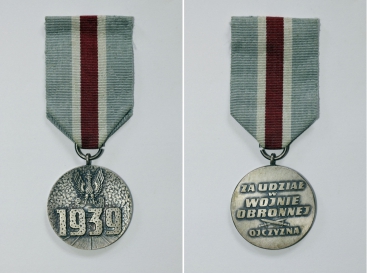 1939
ZA UDZIAŁ
W
WOJNIE
OBRONNEJ
OJCZYZNA